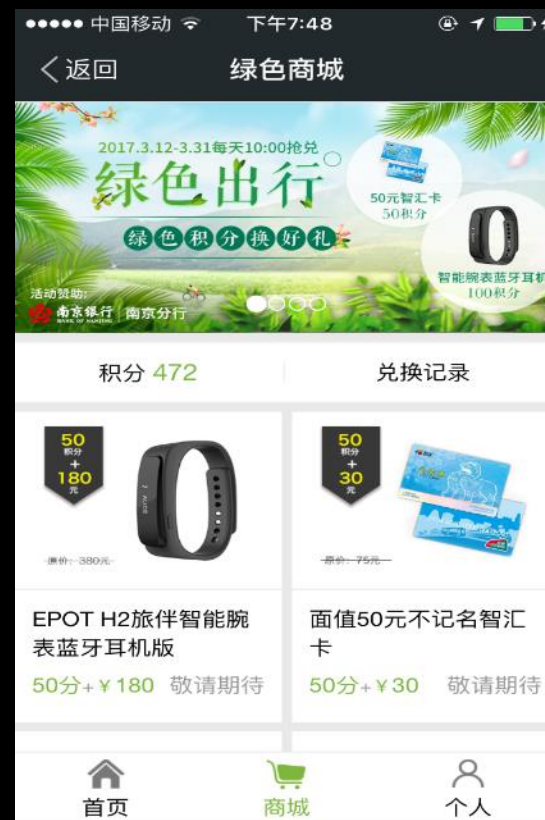 中国移动 下午7:48
返回 绿色商城
2017.3.12-3.31每天10:00抢兑
绿色出行
绿色积分换好礼
50元智汇卡
50积分
智能腕表蓝牙耳机
100积分
活动赞助:
南京银行 南京分行
BANK OF NANJING
积分 472 兑换记录
50
积分
+
180
元
原价: 380元
50
积分
+
30
元
原价: 75元
EPOT H2旅伴智能腕
表蓝牙耳机版
50分+¥180 敬请期待
面值50元不记名智汇
卡
50分+¥30 敬请期待
首页 商城 个人